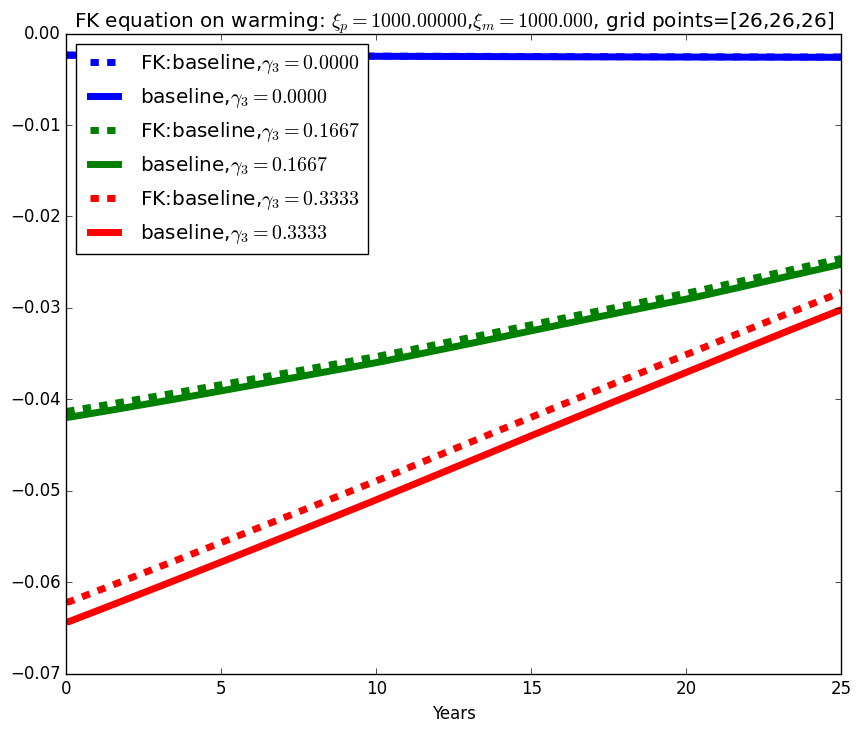 FK equation on warming: ξ_p = 1000.00000,ξ_m = 1000.000, grid points=[26,26,26]
0.00
−0.01
−0.02
−0.03
−0.04
−0.05
−0.06
−0.07
FK:baseline,γ_3 = 0.0000
baseline,γ_3 = 0.0000
FK:baseline,γ_3 = 0.1667
baseline,γ_3 = 0.1667
FK:baseline,γ_3 = 0.3333
baseline,γ_3 = 0.3333
0 5 10 15 20 25
Years